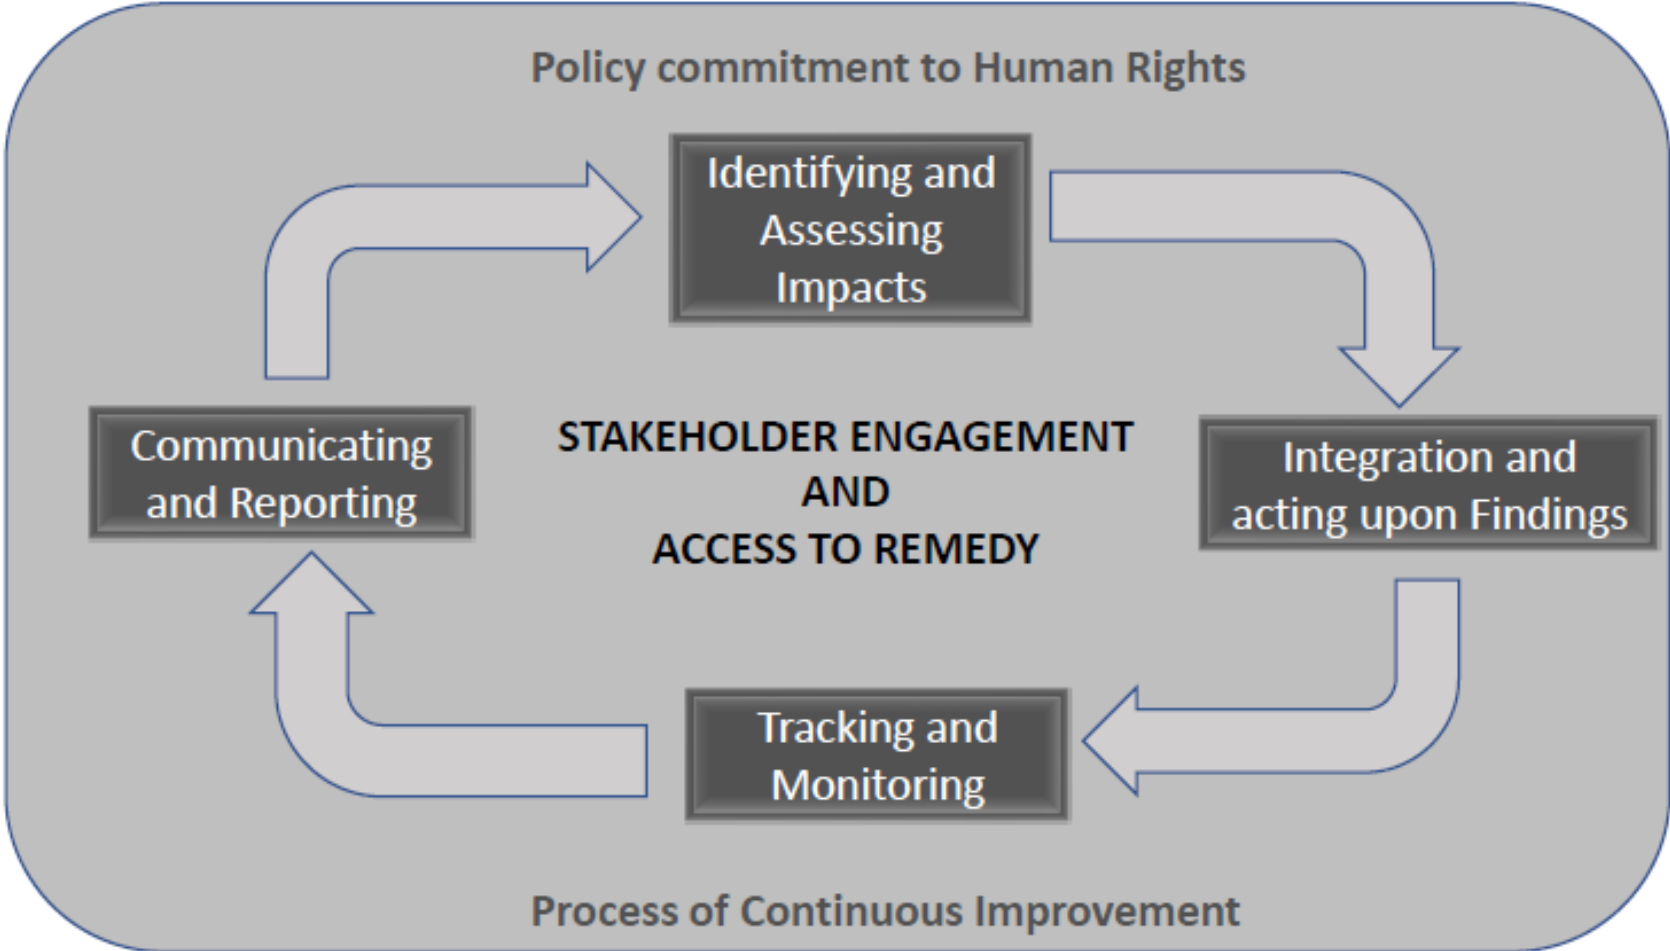 Policy commitment to Human Rights
Identifying and
Assessing
Impacts
Communicating
and Reporting
STAKEHOLDER ENGAGEMENT
AND
ACCESS TO REMEDY
Integration and
acting upon Findings
Tracking and
Monitoring
Process of Continuous Improvement